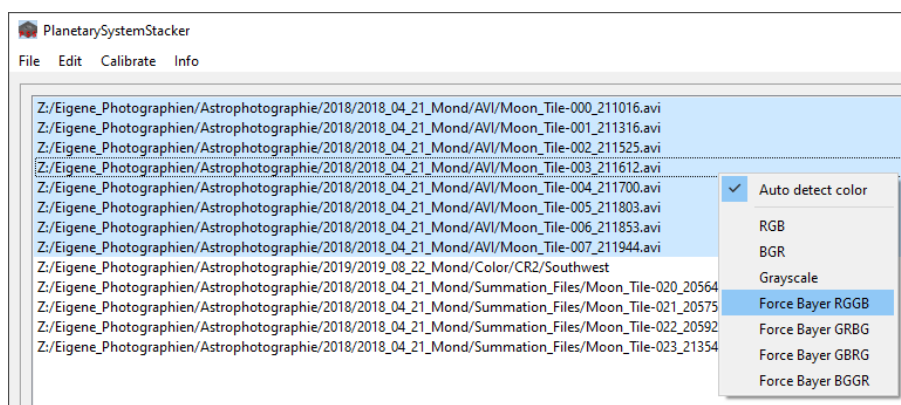 PlanetarySystemStacker
File Edit Calibrate Info
Z:/Eigene_Photographien/Astrophotographie/2018/2018_04_21_Mond/AVI/Moon_Tile-000_211016.avi
Z:/Eigene_Photographien/Astrophotographie/2018/2018_04_21_Mond/AVI/Moon_Tile-001_211316.avi
Z:/Eigene_Photographien/Astrophotographie/2018/2018_04_21_Mond/AVI/Moon_Tile-002_211525.avi
Z:/Eigene_Photographien/Astrophotographie/2018/2018_04_21_Mond/AVI/Moon_Tile-003_211612.avi
Z:/Eigene_Photographien/Astrophotographie/2018/2018_04_21_Mond/AVI/Moon_Tile-004_211700.avi
Z:/Eigene_Photographien/Astrophotographie/2018/2018_04_21_Mond/AVI/Moon_Tile-005_211803.avi
Z:/Eigene_Photographien/Astrophotographie/2018/2018_04_21_Mond/AVI/Moon_Tile-006_211853.avi
Z:/Eigene_Photographien/Astrophotographie/2018/2018_04_21_Mond/AVI/Moon_Tile-007_211944.avi
Z:/Eigene_Photographien/Astrophotographie/2019/2019_08_22_Mond/Color/CR2/Southwest
Z:/Eigene_Photographien/Astrophotographie/2018/2018_04_21_Mond/Summation_Files/Moon_Tile-020_20564
Z:/Eigene_Photographien/Astrophotographie/2018/2018_04_21_Mond/Summation_Files/Moon_Tile-021_20575
Z:/Eigene_Photographien/Astrophotographie/2018/2018_04_21_Mond/Summation_Files/Moon_Tile-022_20592
Z:/Eigene_Photographien/Astrophotographie/2018/2018_04_21_Mond/Summation_Files/Moon_Tile-023_21354
Auto detect color
RGB
BGR
Grayscale
Force Bayer RGGB
Force Bayer GRBG
Force Bayer GBRG
Force Bayer BGGR